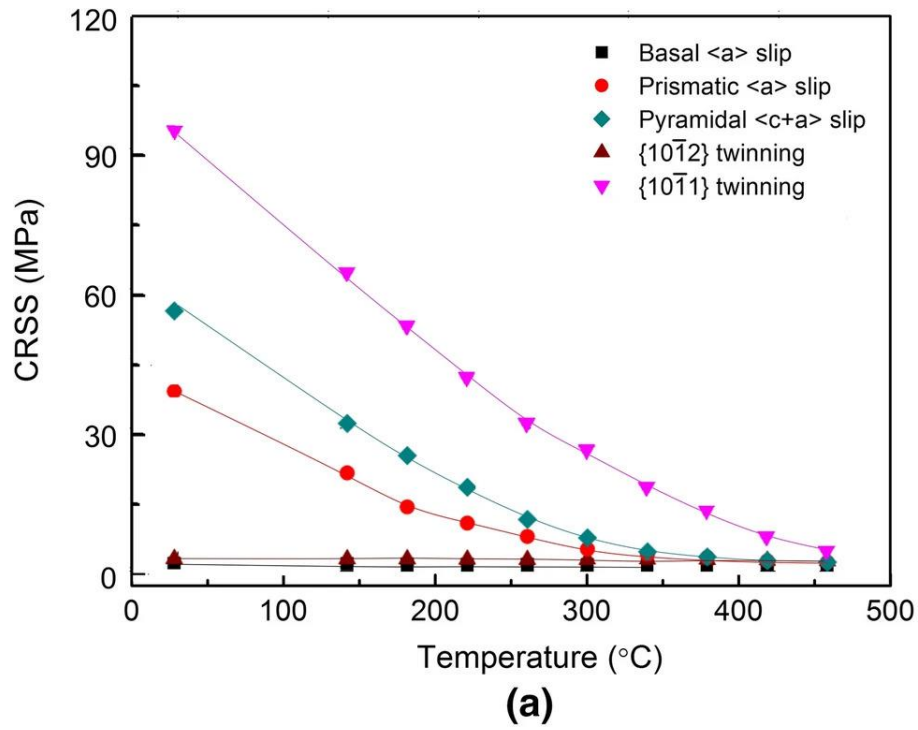 120
90
60
30
0
CRSS (MPa)
Basal <a> slip
Prismatic <a> slip
Pyramidal <c+a> slip
{101̅2} twinning
{101̅1} twinning
0 100 200 300 400 500
Temperature (°C)
(a)